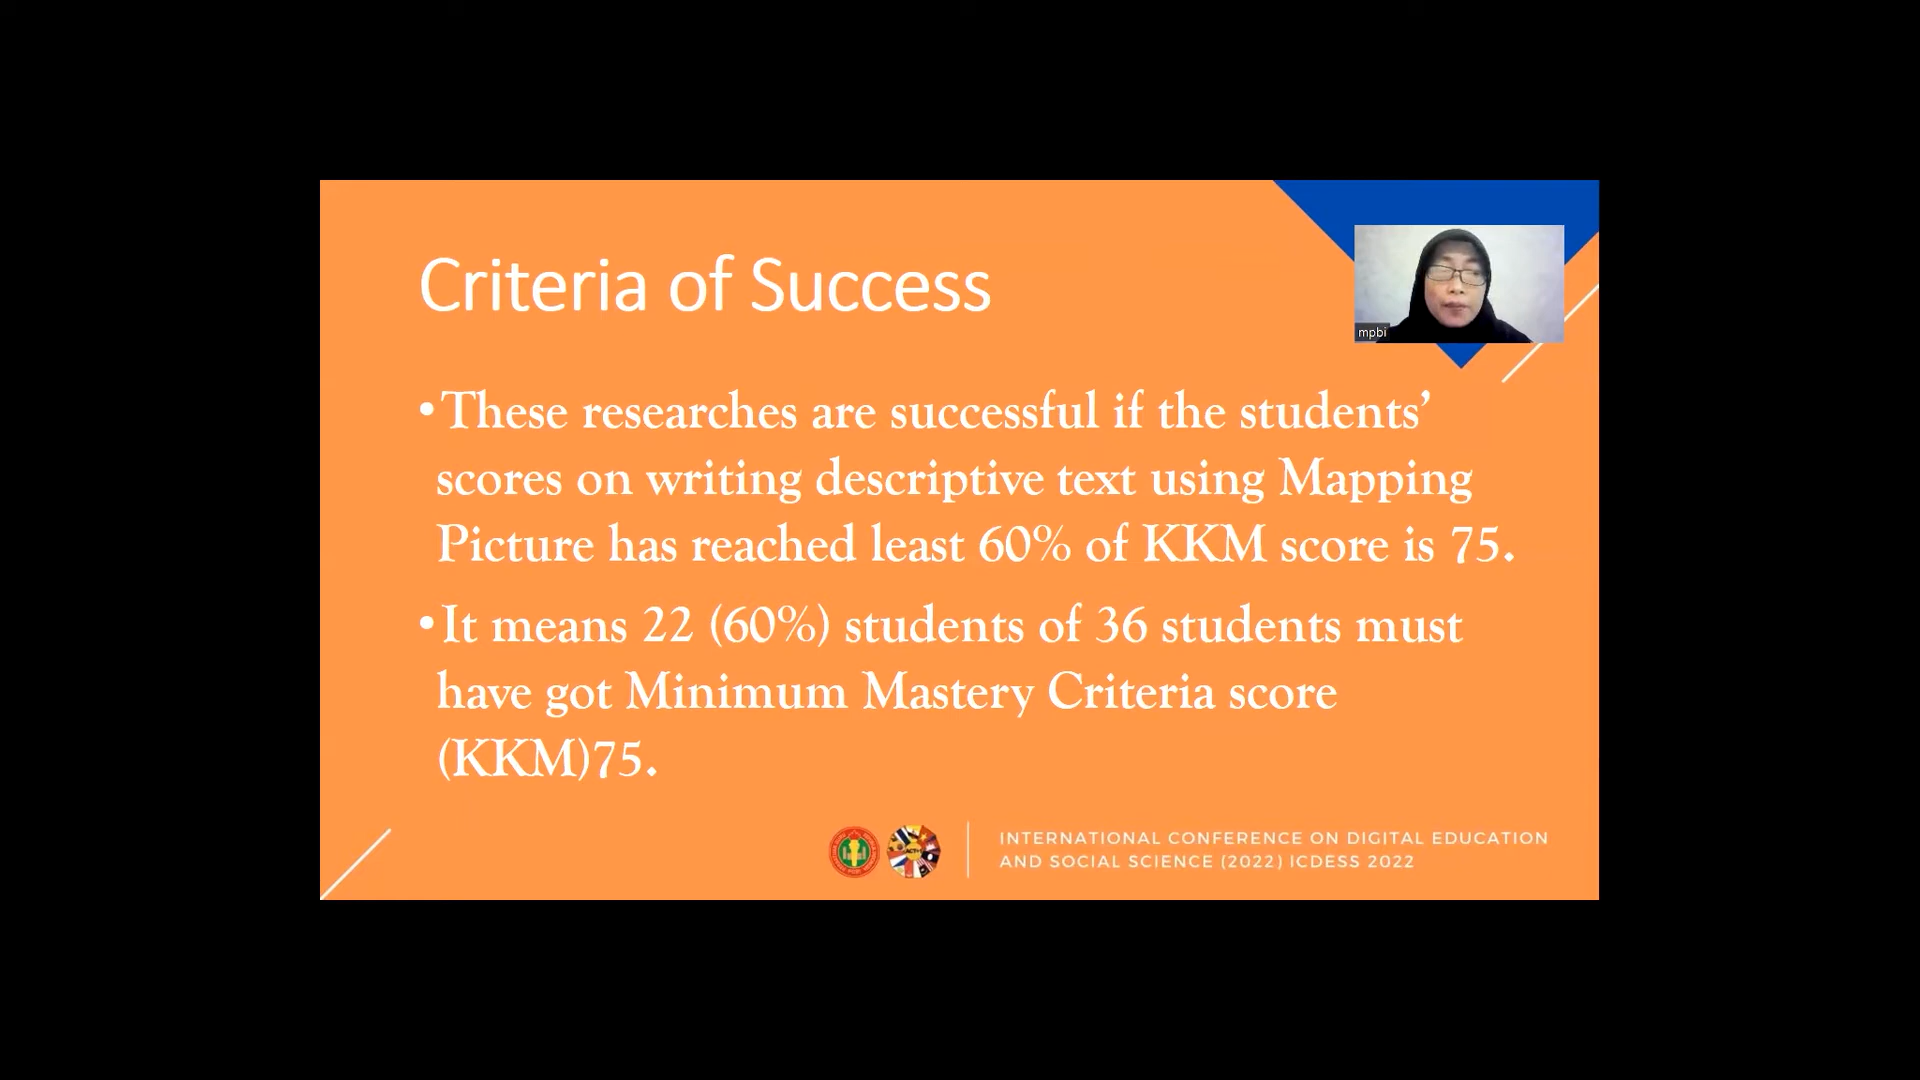 Criteria of Success
mpbi
•These researches are successful if the students’
scores on writing descriptive text using Mapping
Picture has reached least 60% of KKM score is 75.
•It means 22 (60%) students of 36 students must
have got Minimum Mastery Criteria score
(KKM)75.
INTERNATIONAL CONFERENCE ON DIGITAL EDUCATION
AND SOCIAL SCIENCE (2022) ICDESS 2022